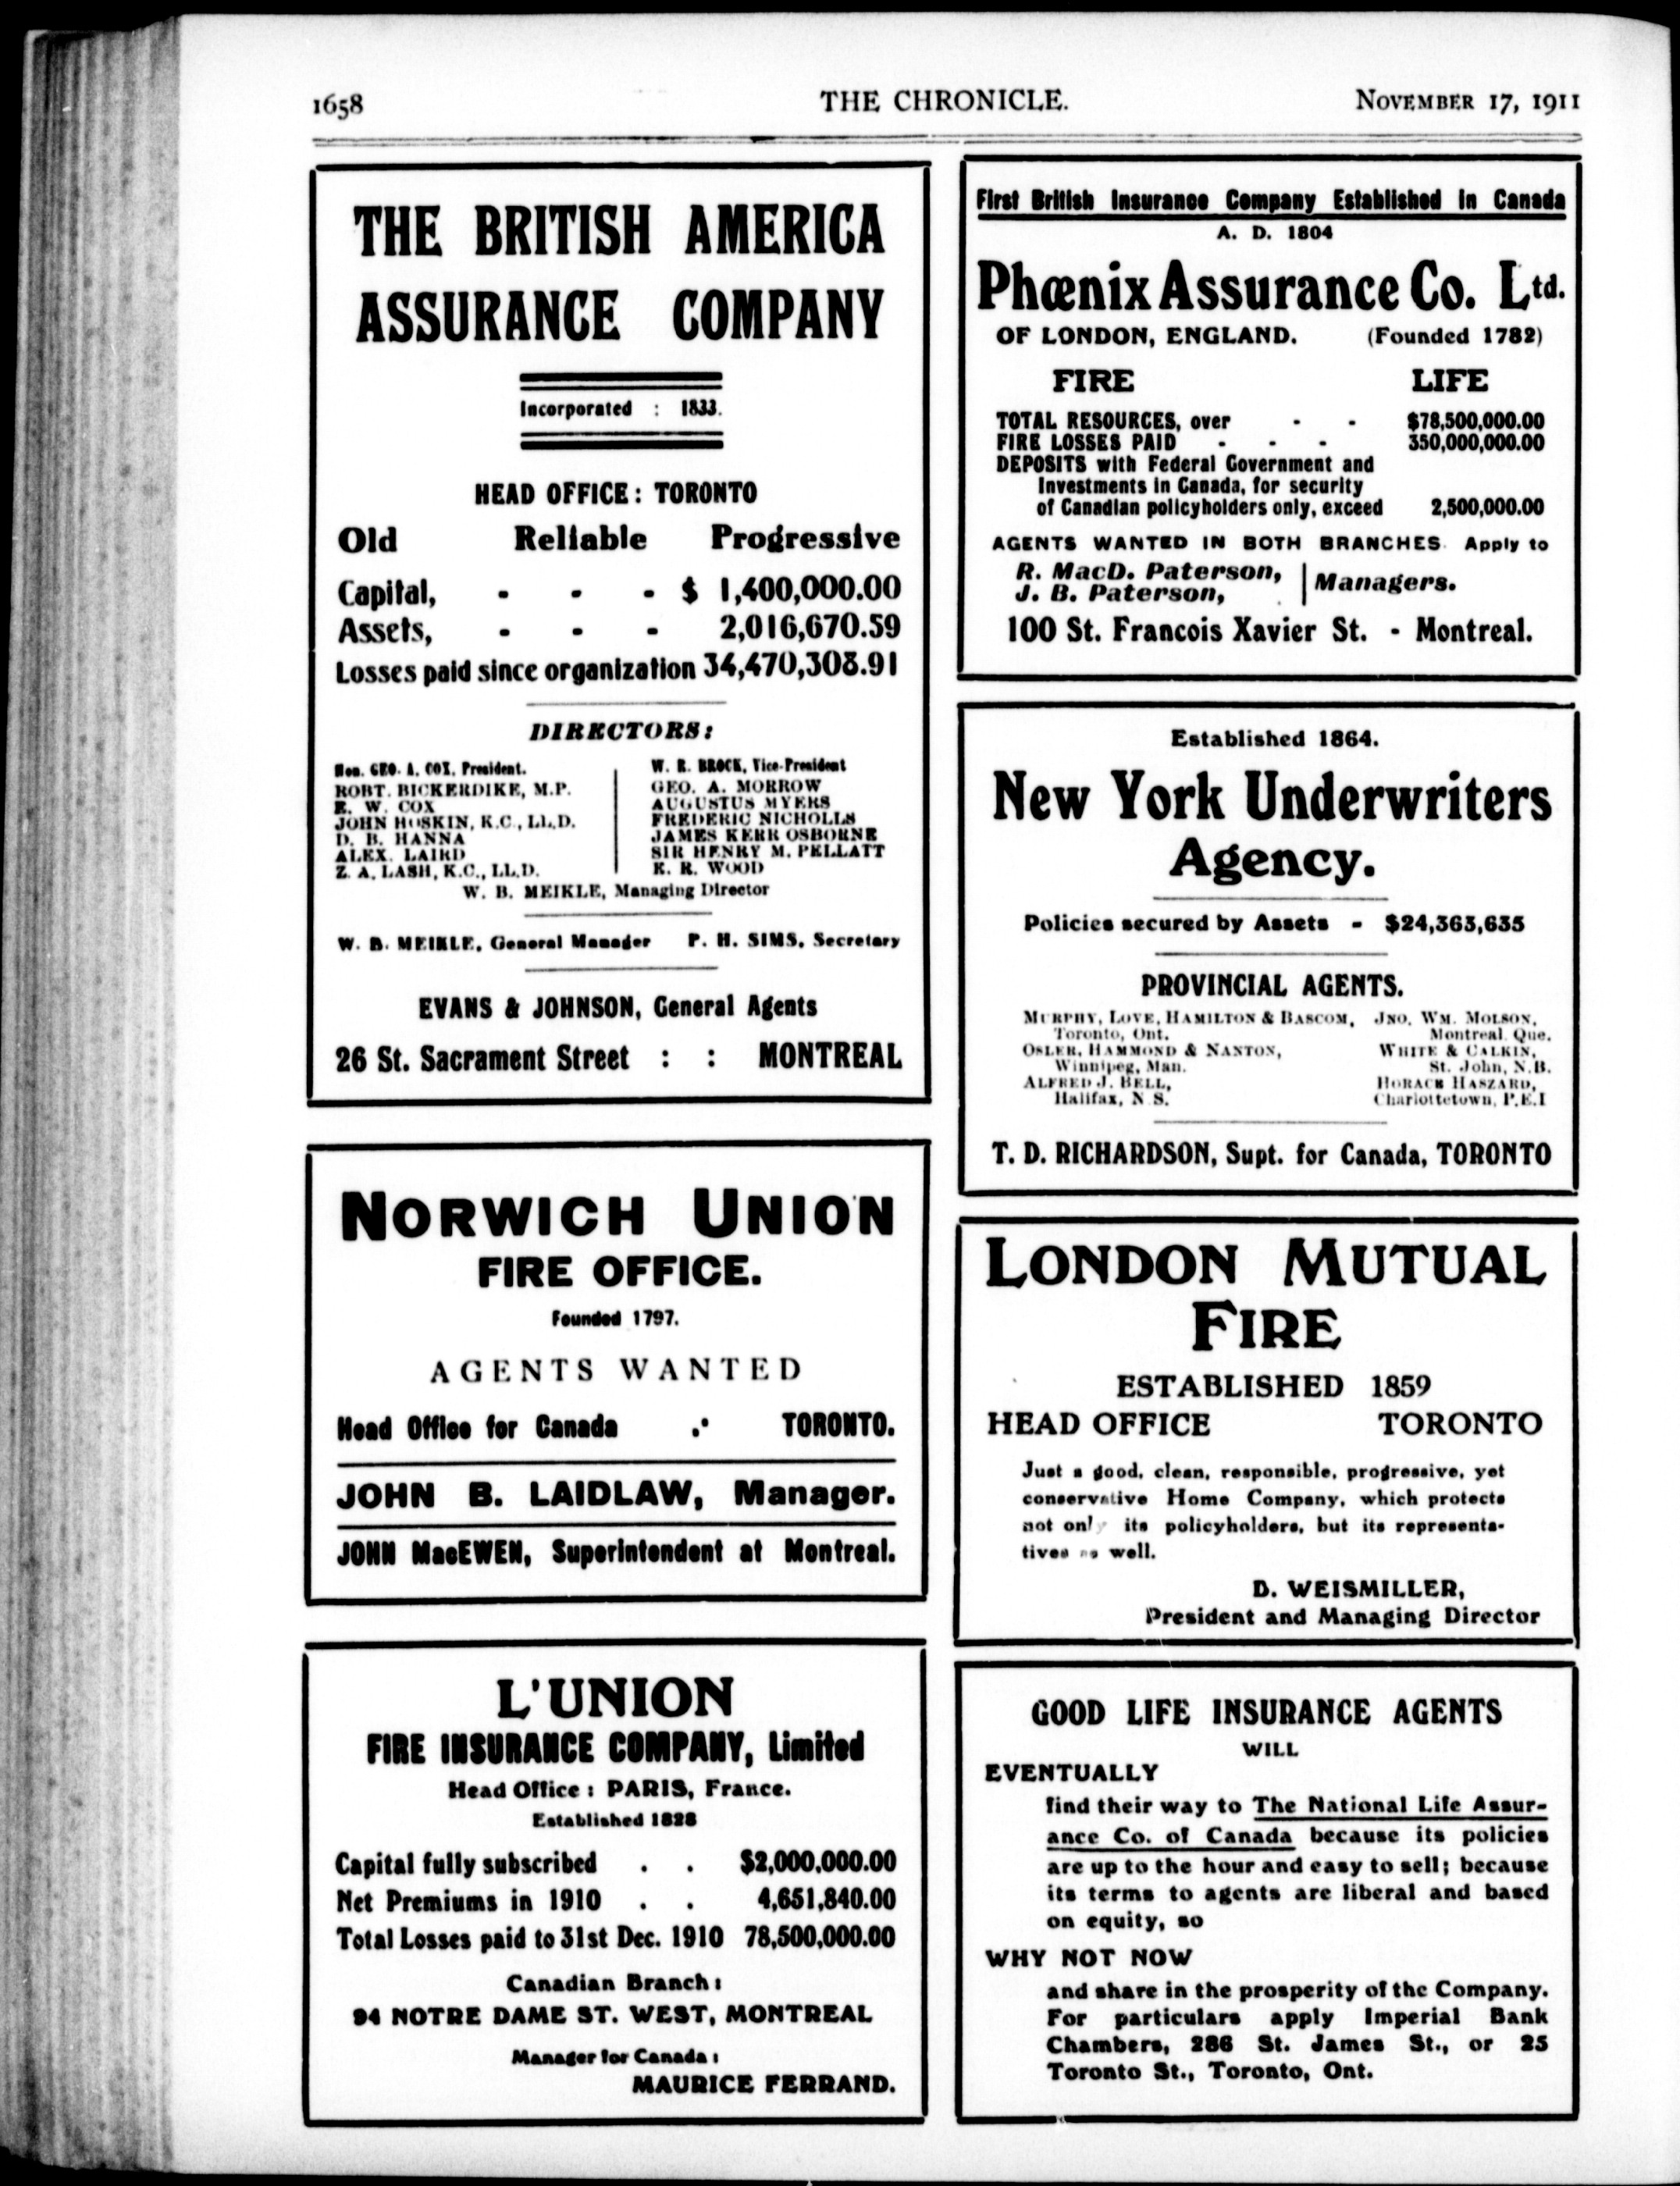 1658 THE CHRONICLE. NOVEMBER 17, 1911
THE BRITISH AMERICA
ASSURANCE COMPANY
Incorporated : 1833.
HEAD OFFICE: TORONTO
Old Reliable Progressive
Capital, - - - $ 1,400,000.00
Assets, - - - 2,016,670.59
Losses paid since organization 34,470,308.91
DIRECTORS:
Hon. GEO. A. COX, President.
ROBT. BICKERDIKE, M.P.
E. W. COX
JOHN HOSKIN, K.C., LL.D.
D. B. HANNA
ALEX. LAIRD
Z. A. LASH, K.C., LL.D.
W. R. BROCK, Vice-President
GEO. A. MORROW
AUGUSTUS MYERS
FREDERIC NICHOLLS
JAMES KERR OSBORNE
SIR HENRY M. PELLATT
E. R. WOOD
W. B. MEIKLE, Managing Director
W. B. MEIKLE, General Manager P. H. SIMS, Secretary
EVANS & JOHNSON, General Agents
26 St. Sacrament Street : : MONTREAL
NORWICH UNION
FIRE OFFICE.
Founded 1797.
AGENTS WANTED
Head Office for Canada .· TORONTO.
JOHN B. LAIDLAW, Manager.
JOHN MacEWEN, Superintendent at Montreal.
L'UNION
FIRE INSURANCE COMPANY, Limited
Head Office : PARIS, France.
Established 1828
Capital fully subscribed . . $2,000,000.00
Net Premiums in 1910 . . 4,651,840.00
Total Losses paid to 31st Dec. 1910 78,500,000.00
Canadian Branch :
94 NOTRE DAME ST. WEST, MONTREAL
Manager for Canada :
MAURICE FERRAND.
First British Insurance Company Established in Canada
A. D. 1804
Phœnix Assurance Co. Ltd.
OF LONDON, ENGLAND. (Founded 1782)
FIRE LIFE
TOTAL RESOURCES, over - - $78,500,000.00
FIRE LOSSES PAID - - - 350,000,000.00
DEPOSITS with Federal Government and
Investments in Canada, for security
of Canadian policyholders only, exceed 2,500,000.00
AGENTS WANTED IN BOTH BRANCHES. Apply to
R. MacD. Paterson,
J. B. Paterson, Managers.
100 St. Francois Xavier St. - Montreal.
Established 1864.
New York Underwriters
Agency.
Policies secured by Assets - $24,363,635
PROVINCIAL AGENTS.
MURPHY, LOVE, HAMILTON & BASCOM,
Toronto, Ont.
OSLER, HAMMOND & NANTON,
Winnipeg, Man.
ALFRED J. BELL,
Halifax, N S.
JNO. WM. MOLSON,
Montreal. Que.
WHITE & CALKIN,
St. John, N.B.
HORACE HASZARD,
Charlottetown, P.E.I
T. D. RICHARDSON, Supt. for Canada, TORONTO
LONDON MUTUAL
FIRE
ESTABLISHED 1859
HEAD OFFICE TORONTO
Just a good, clean, responsible, progressive, yet
conservative Home Company, which protects
not only its policyholders, but its representa-
tives as well.
D. WEISMILLER,
President and Managing Director
GOOD LIFE INSURANCE AGENTS
WILL
EVENTUALLY
find their way to The National Life Assur-
ance Co. of Canada because its policies
are up to the hour and easy to sell; because
its terms to agents are liberal and based
on equity, so
WHY NOT NOW
and share in the prosperity of the Company.
For particulars apply Imperial Bank
Chambers, 286 St. James St., or 25
Toronto St., Toronto, Ont.